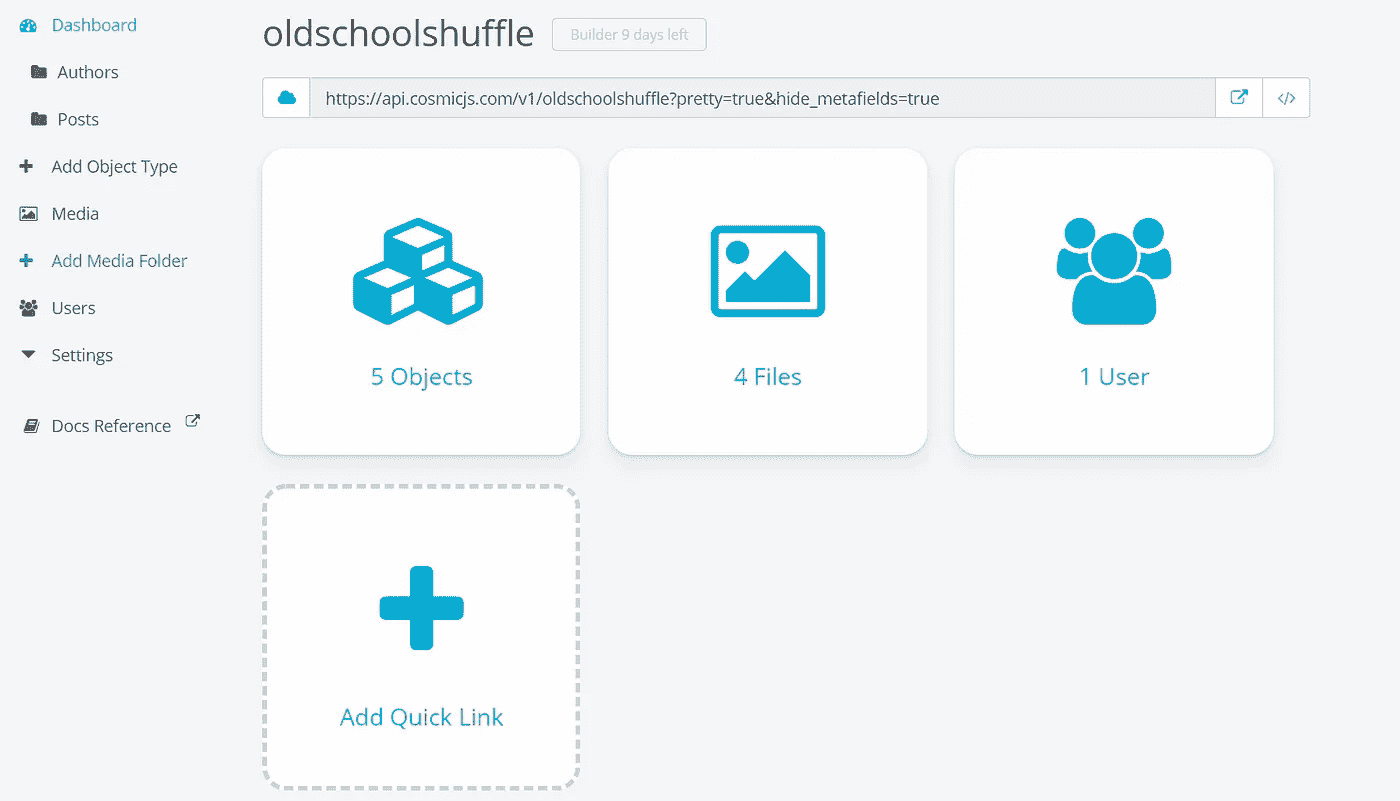 Dashboard
Authors
Posts
Add Object Type
Media
Add Media Folder
Users
Settings
Docs Reference
oldschoolshuffle
Builder 9 days left
https://api.cosmicjs.com/v1/oldschoolshuffle?pretty=true&hide_metafields=true
</>
5 Objects
4 Files
1 User
Add Quick Link